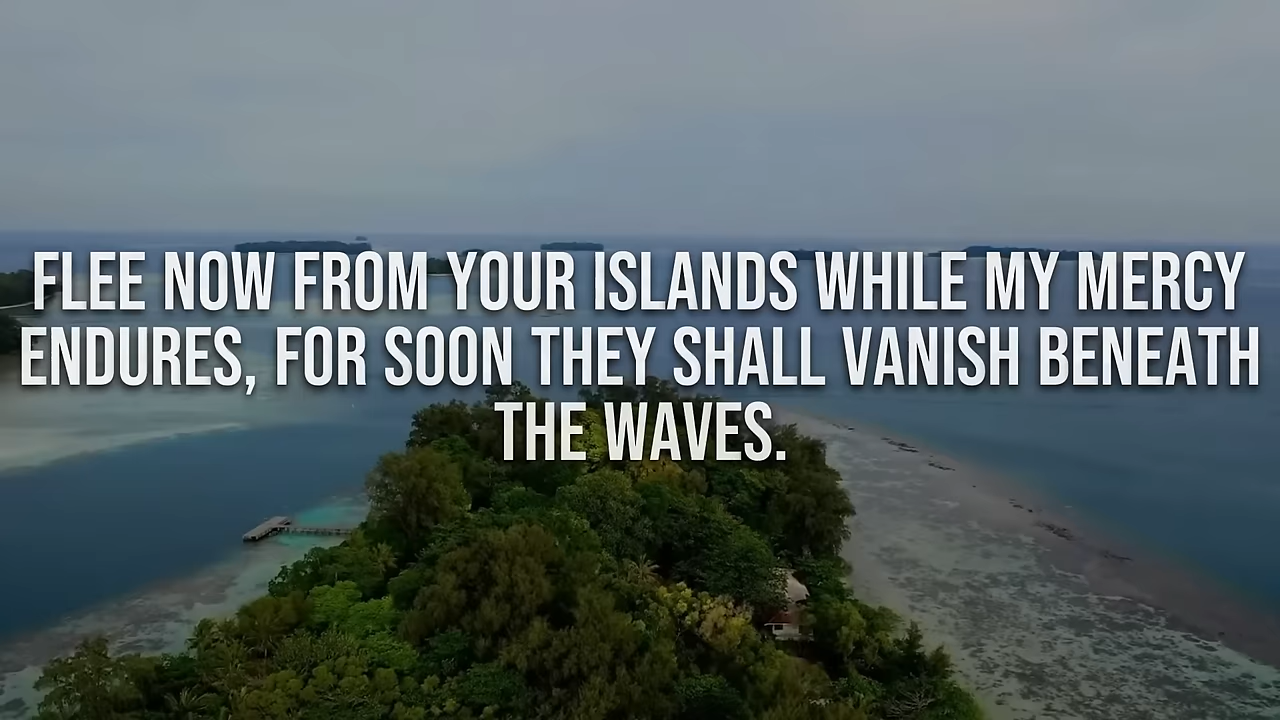 FLEE NOW FROM YOUR ISLANDS WHILE MY MERCY
ENDURES, FOR SOON THEY SHALL VANISH BENEATH
THE WAVES.